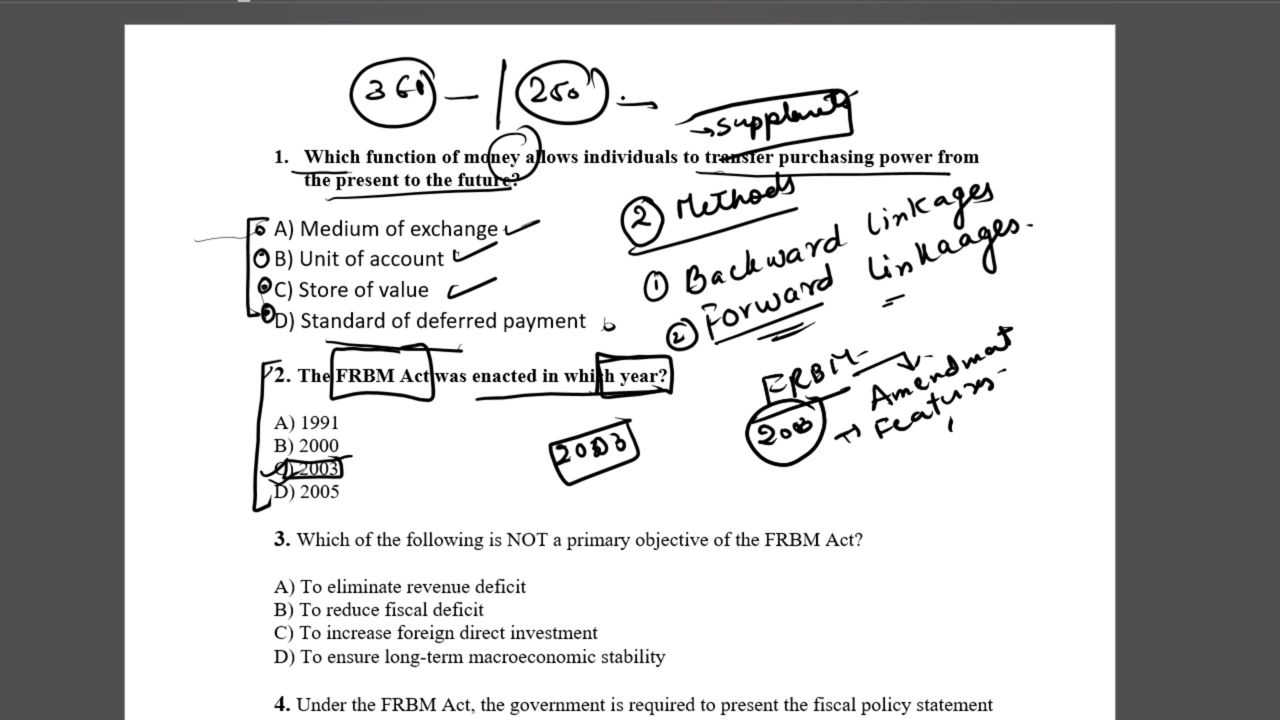 361 — | 250 —
→ Supplants
1. Which function of money allows individuals to transfer purchasing power from
the present to the future?
② Methods
A) Medium of exchange
B) Unit of account
C) Store of value
D) Standard of deferred payment
① Backward linkages
② Forward linkaages.
2. The FRBM Act was enacted in which year?
FRBM
Amendmat
2003
→ Features
A) 1991
B) 2000
C) 2003
D) 2005
2003
3. Which of the following is NOT a primary objective of the FRBM Act?
A) To eliminate revenue deficit
B) To reduce fiscal deficit
C) To increase foreign direct investment
D) To ensure long-term macroeconomic stability
4. Under the FRBM Act, the government is required to present the fiscal policy statement